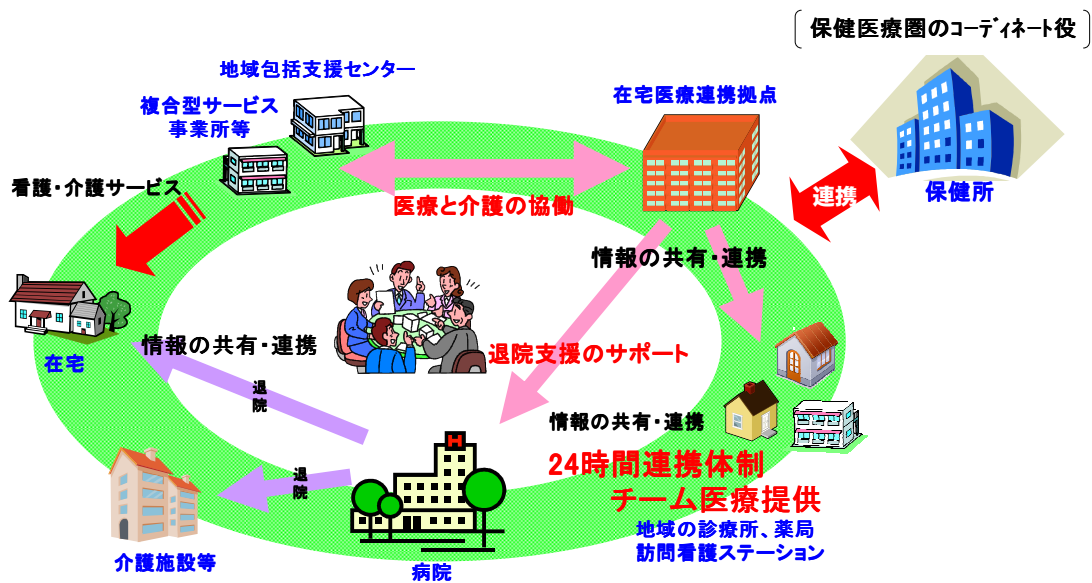 保健医療圏のコーディネート役
地域包括支援センター
複合型サービス
事業所等
在宅医療連携拠点
看護・介護サービス
医療と介護の協働
連携
保健所
情報の共有・連携
情報の共有・連携
退院支援のサポート
在宅
退院
情報の共有・連携
24時間連携体制
チーム医療提供
退院
地域の診療所、薬局
訪問看護ステーション
介護施設等
病院
H